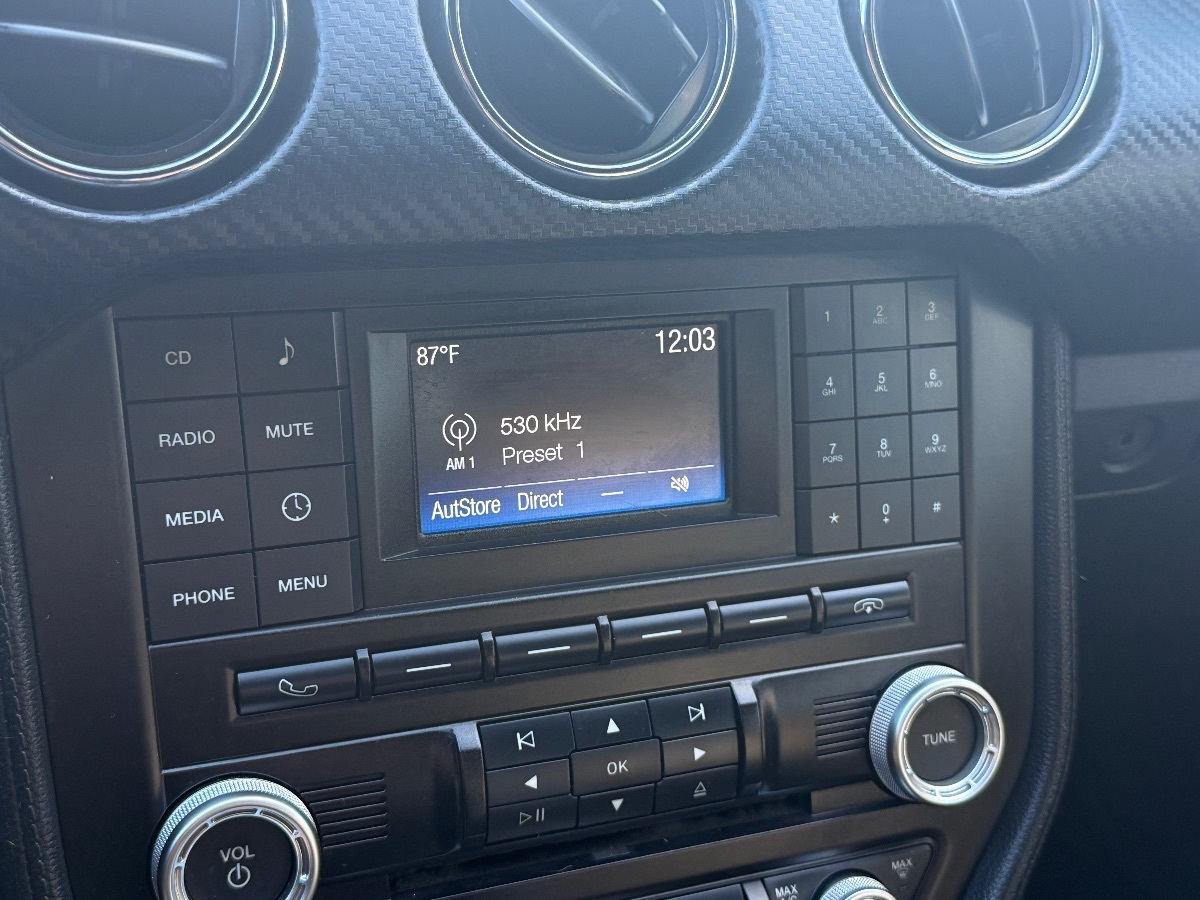 87°F 12:03
530 kHz
AM 1 Preset 1
AutStore Direct
CD
RADIO MUTE
MEDIA
PHONE MENU
1 2 ABC 3 DEF
4 GHI 5 JKL 6 MNO
7 PQRS 8 TUV 9 WXYZ
* 0 + #
OK
VOL
TUNE
MAX
MAX